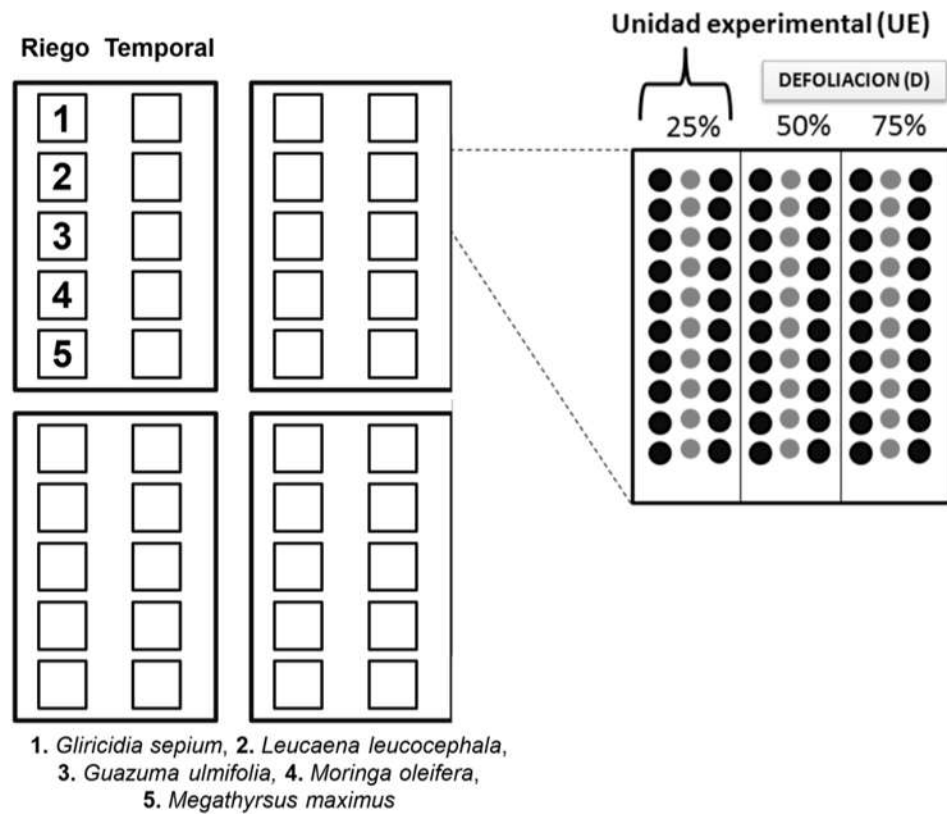 Riego Temporal
1
2
3
4
5
Unidad experimental (UE)
DEFOLIACION (D)
25% 50% 75%
1. Gliricidia sepium, 2. Leucaena leucocephala,
3. Guazuma ulmifolia, 4. Moringa oleifera,
5. Megathyrsus maximus